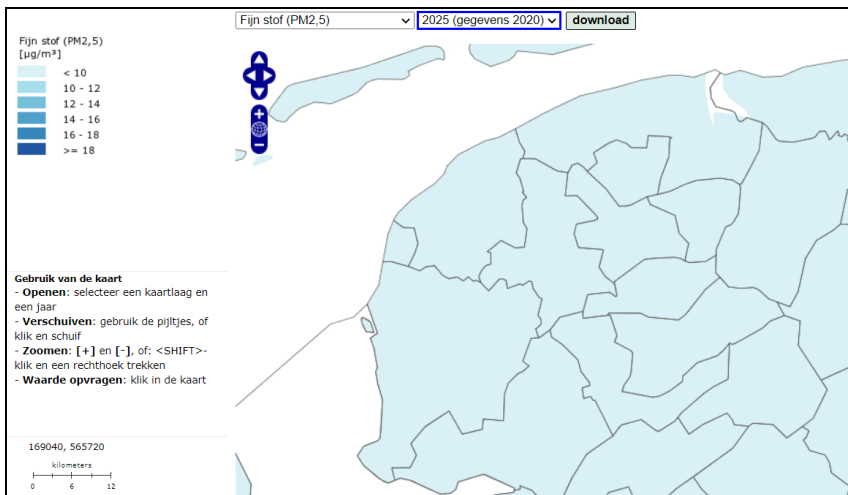 Fijn stof (PM2,5)
2025 (gegevens 2020)
download
Fijn stof (PM2,5)
[µg/m³]
< 10
10 - 12
12 - 14
14 - 16
16 - 18
>= 18
Gebruik van de kaart
- Openen: selecteer een kaartlaag en
een jaar
- Verschuiven: gebruik de pijltjes, of
klik en schuif
- Zoomen: [+] en [-], of: <SHIFT>-
klik en een rechthoek trekken
- Waarde opvragen: klik in de kaart
169040, 565720
kilometers
0 6 12